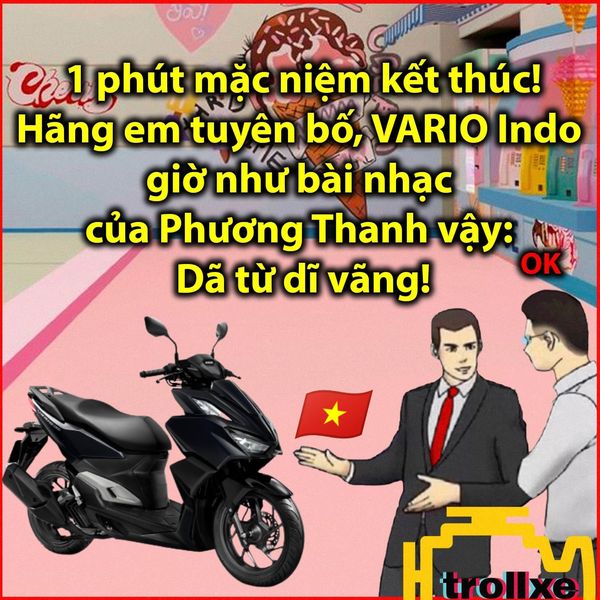 1 phút mặc niệm kết thúc!
Hãng em tuyên bố, VARIO Indo
giờ như bài nhạc
của Phương Thanh vậy:
Dã từ dĩ vãng!
OK
trollxe